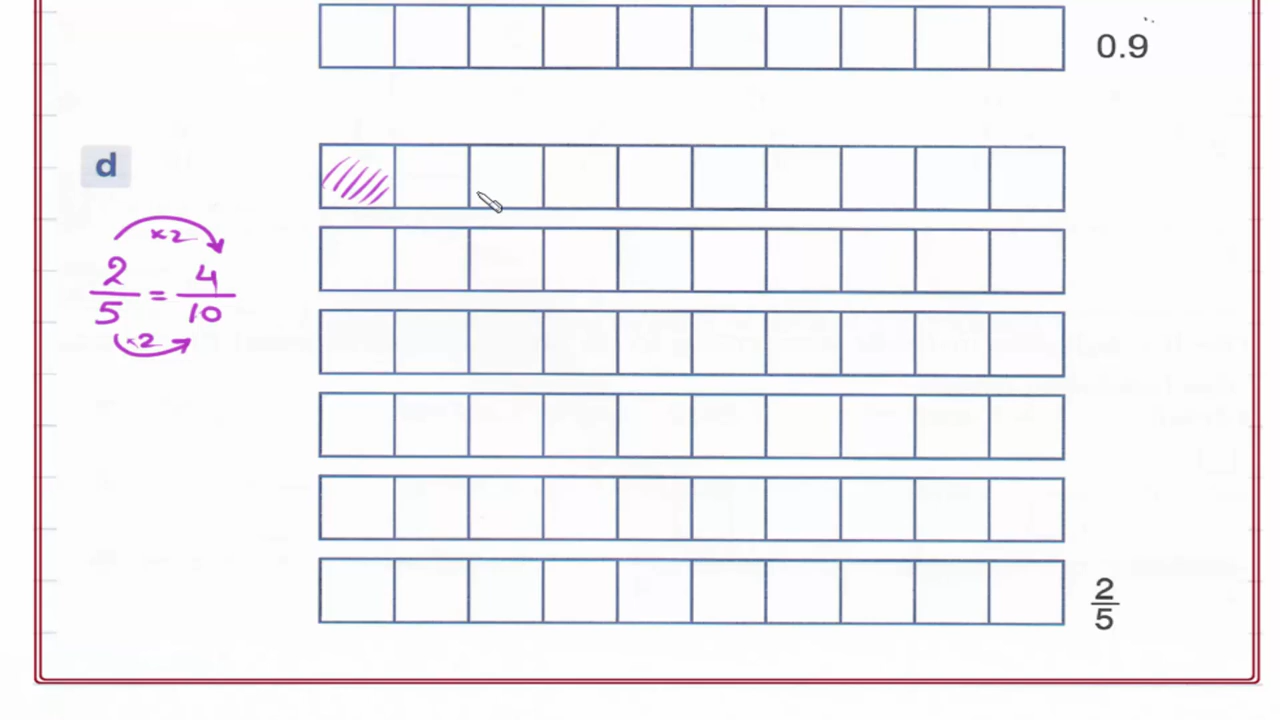 0.9
d
×2
2/5 = 4/10
×2
2/5